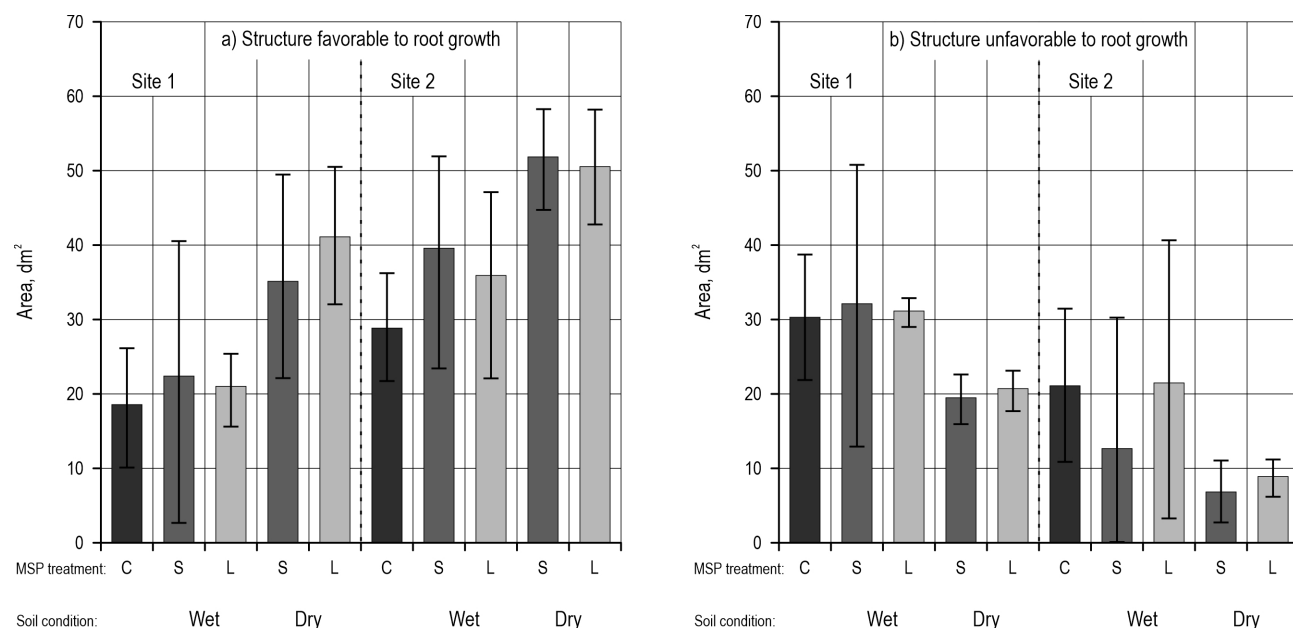 a) Structure favorable to root growth
Site 1 Site 2
Area, dm²
70
60
50
40
30
20
10
0
MSP treatment: C S L S L C S L S L
Soil condition: Wet Dry Wet Dry
b) Structure unfavorable to root growth
Site 1 Site 2
Area, dm²
70
60
50
40
30
20
10
0
MSP treatment: C S L S L C S L S L
Soil condition: Wet Dry Wet Dry